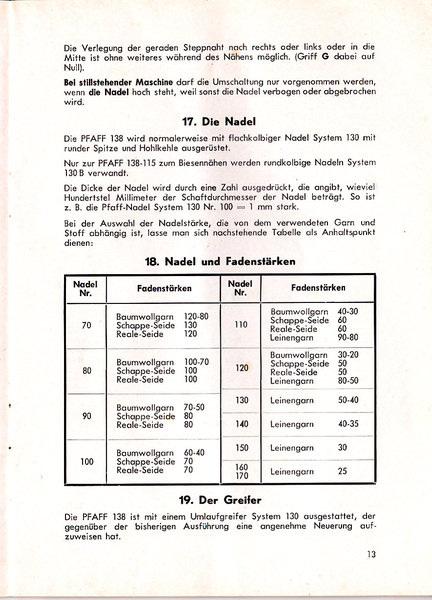 Die Verlegung der geraden Steppnaht nach rechts oder links oder in die
Mitte ist ohne weiteres während des Nähens möglich. (Griff G dabei auf
Null).
Bei stillstehender Maschine darf die Umschaltung nur vorgenommen werden,
wenn die Nadel hoch steht, weil sonst die Nadel verbogen oder abgebrochen
wird.
17. Die Nadel
Die PFAFF 138 wird normalerweise mit flachkolbiger Nadel System 130 mit
runder Spitze und Hohlkehle ausgerüstet.
Nur zur PFAFF 138-115 zum Biesennähen werden rundkolbige Nadeln System
130 B verwandt.
Die Dicke der Nadel wird durch eine Zahl ausgedrückt, die angibt, wieviel
Hundertstel Millimeter der Schaftdurchmesser der Nadel beträgt. So ist
z. B. die Pfaff-Nadel System 130 Nr. 100 = 1 mm stark.
Bei der Auswahl der Nadelstärke, die von dem verwendeten Garn und
Stoff abhängig ist, lasse man sich nachstehende Tabelle als Anhaltspunkt
dienen:
18. Nadel und Fadenstärken
Nadel Nr. Fadenstärken Nadel Nr. Fadenstärken
70
Baumwollgarn 120-80
Schappe-Seide 130
Reale-Seide 120
80
Baumwollgarn 100-70
Schappe-Seide 100
Reale-Seide 100
90
Baumwollgarn 70-50
Schappe-Seide 80
Reale-Seide 80
100
Baumwollgarn 60-40
Schappe-Seide 70
Reale-Seide 70
110
Baumwollgarn 40-30
Schappe-Seide 60
Reale-Seide 60
Leinengarn 90-80
120
Baumwollgarn 30-20
Schappe-Seide 50
Reale-Seide 50
Leinengarn 80-50
130 Leinengarn 50-40
140 Leinengarn 40-35
150 Leinengarn 30
160
170 Leinengarn 25
19. Der Greifer
Die PFAFF 138 ist mit einem Umlaufgreifer System 130 ausgestattet, der
gegenüber der bisherigen Ausführung eine angenehme Neuerung auf-
zuweisen hat.
13